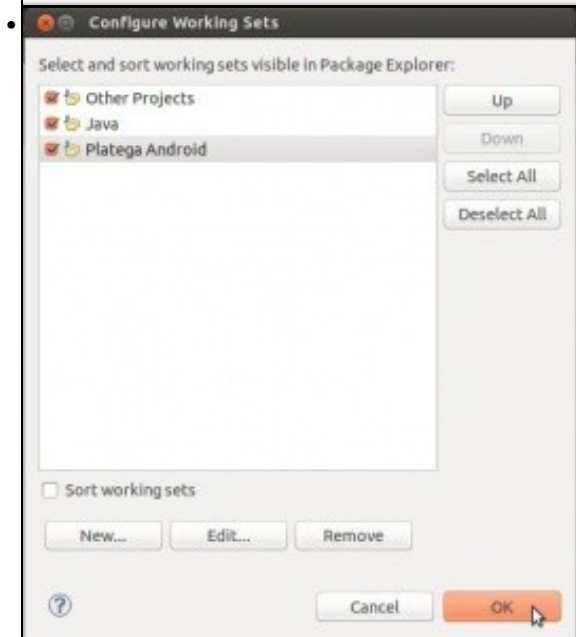 Configure Working Sets
Select and sort working sets visible in Package Explorer:
Other Projects
Java
Platega Android
Up
Down
Select All
Deselect All
Sort working sets
New...
Edit...
Remove
?
Cancel
OK